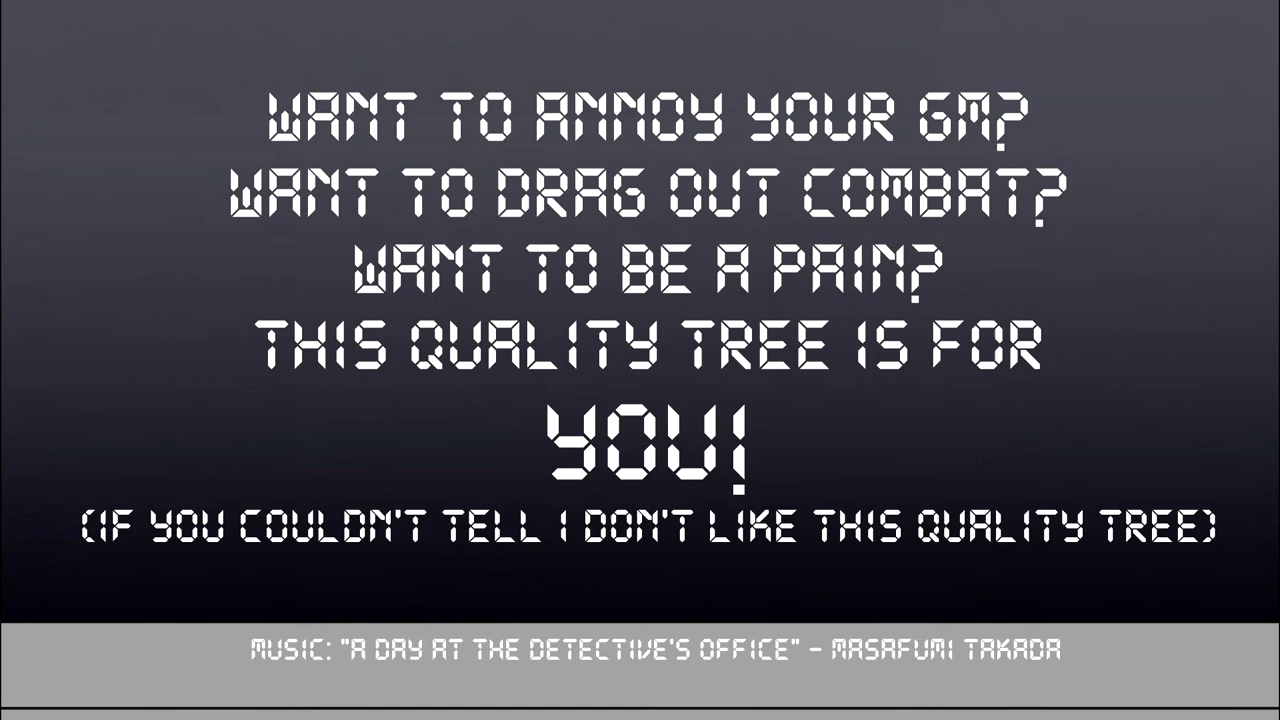 WANT TO ANNOY YOUR GM?
WANT TO DRAG OUT COMBAT?
WANT TO BE A PAIN?
THIS QUALITY TREE IS FOR
YOU!
(IF YOU COULDN'T TELL I DON'T LIKE THIS QUALITY TREE)
MUSIC: "A DAY AT THE DETECTIVE'S OFFICE" - MASAFUMI TAKADA